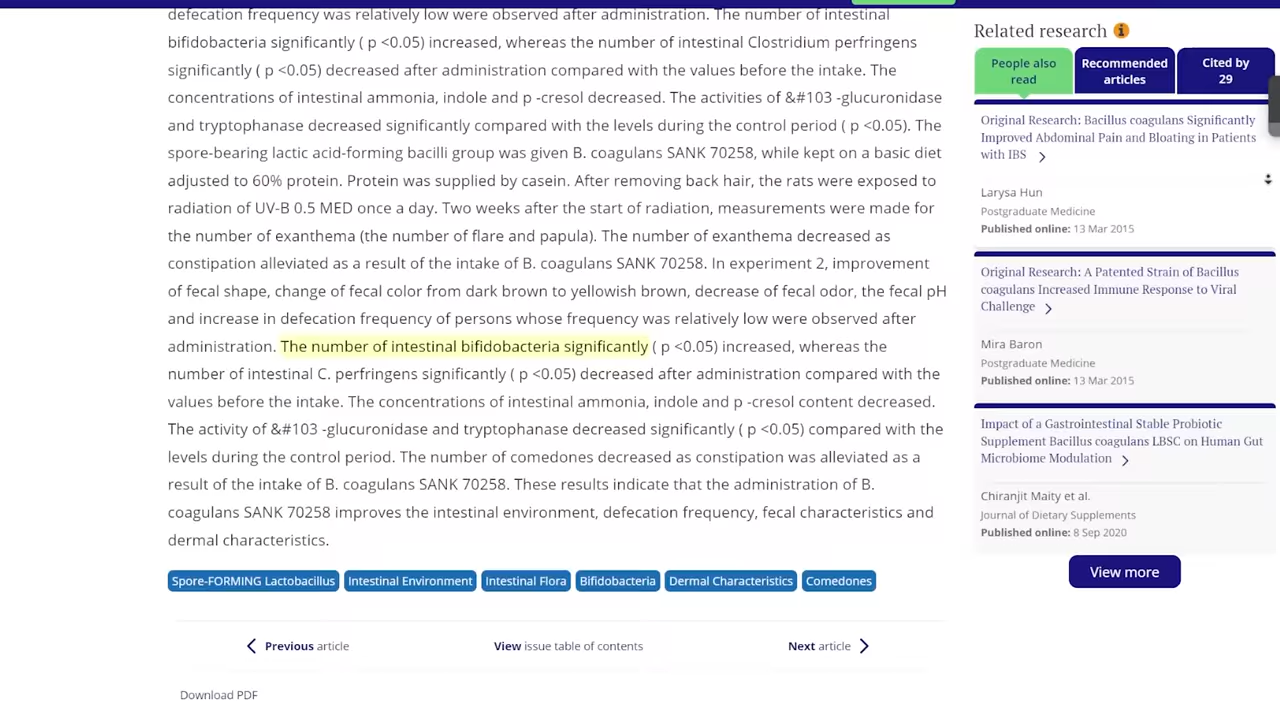 defecation frequency was relatively low were observed after administration. The number of intestinal
bifidobacteria significantly ( p <0.05) increased, whereas the number of intestinal Clostridium perfringens
significantly ( p <0.05) decreased after administration compared with the values before the intake. The
concentrations of intestinal ammonia, indole and p -cresol decreased. The activities of &#103 -glucuronidase
and tryptophanase decreased significantly compared with the levels during the control period ( p <0.05). The
spore-bearing lactic acid-forming bacilli group was given B. coagulans SANK 70258, while kept on a basic diet
adjusted to 60% protein. Protein was supplied by casein. After removing back hair, the rats were exposed to
radiation of UV-B 0.5 MED once a day. Two weeks after the start of radiation, measurements were made for
the number of exanthema (the number of flare and papula). The number of exanthema decreased as
constipation alleviated as a result of the intake of B. coagulans SANK 70258. In experiment 2, improvement
of fecal shape, change of fecal color from dark brown to yellowish brown, decrease of fecal odor, the fecal pH
and increase in defecation frequency of persons whose frequency was relatively low were observed after
administration. The number of intestinal bifidobacteria significantly ( p <0.05) increased, whereas the
number of intestinal C. perfringens significantly ( p <0.05) decreased after administration compared with the
values before the intake. The concentrations of intestinal ammonia, indole and p -cresol content decreased.
The activity of &#103 -glucuronidase and tryptophanase decreased significantly ( p <0.05) compared with the
levels during the control period. The number of comedones decreased as constipation was alleviated as a
result of the intake of B. coagulans SANK 70258. These results indicate that the administration of B.
coagulans SANK 70258 improves the intestinal environment, defecation frequency, fecal characteristics and
dermal characteristics.
Spore-FORMING Lactobacillus Intestinal Environment Intestinal Flora Bifidobacteria Dermal Characteristics Comedones
Previous article View issue table of contents Next article
Download PDF
Related research
People also
read
Recommended
articles
Cited by
29
Original Research: Bacillus coagulans Significantly
Improved Abdominal Pain and Bloating in Patients
with IBS
Larysa Hun
Postgraduate Medicine
Published online: 13 Mar 2015
Original Research: A Patented Strain of Bacillus
coagulans Increased Immune Response to Viral
Challenge
Mira Baron
Postgraduate Medicine
Published online: 13 Mar 2015
Impact of a Gastrointestinal Stable Probiotic
Supplement Bacillus coagulans LBSC on Human Gut
Microbiome Modulation
Chiranjit Maity et al.
Journal of Dietary Supplements
Published online: 8 Sep 2020
View more